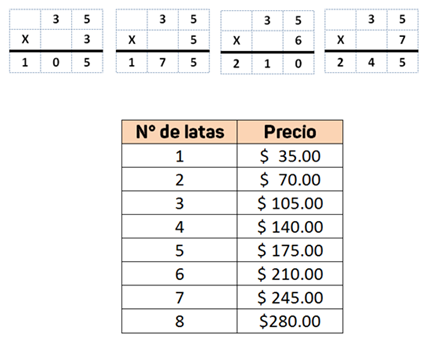 3 5 3 5 3 5 3 5
X 3 X 5 X 6 X 7
1 0 5 1 7 5 2 1 0 2 4 5
N° de latas Precio
1 $ 35.00
2 $ 70.00
3 $ 105.00
4 $ 140.00
5 $ 175.00
6 $ 210.00
7 $ 245.00
8 $280.00